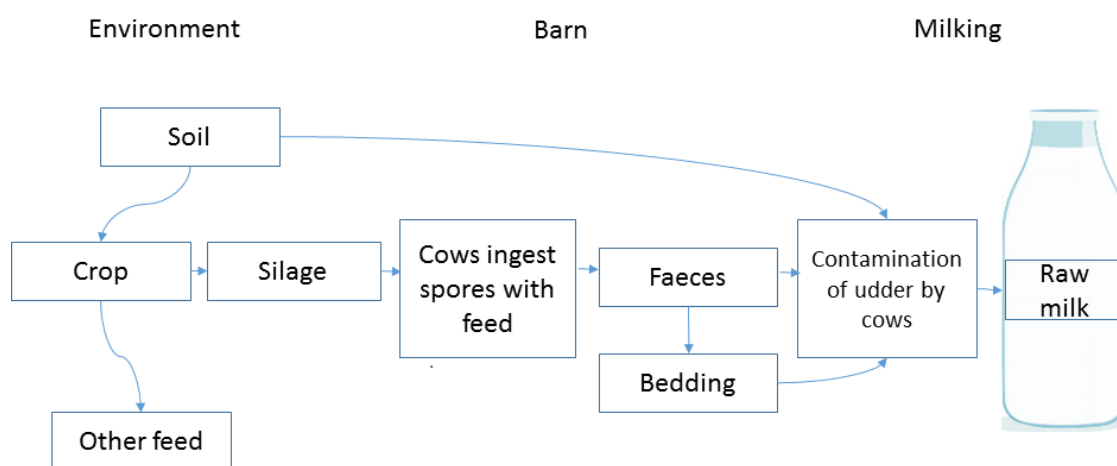 Environment
Barn
Milking
Soil
Crop
Silage
Cows ingest
spores with
feed
Faeces
Contamination
of udder by
cows
Raw
milk
Bedding
Other feed